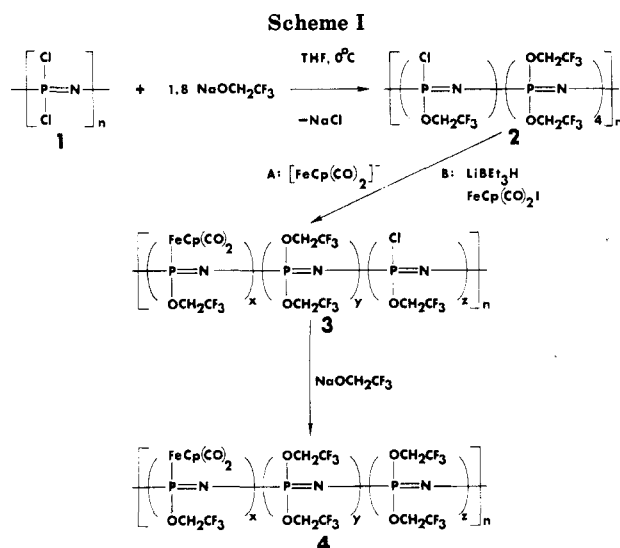 Scheme I
Cl
P=N
Cl
n
1
+
1.8 NaOCH2CF3
THF, 0°C
−NaCl
Cl
P=N
OCH2CF3
OCH2CF3
P=N
OCH2CF3
4
n
2
A: [FeCp(CO)2]−
B: LiBEt3H
FeCp(CO)2I
FeCp(CO)2
P=N
OCH2CF3
x
OCH2CF3
P=N
OCH2CF3
y
Cl
P=N
OCH2CF3
z
n
3
NaOCH2CF3
FeCp(CO)2
P=N
OCH2CF3
x
OCH2CF3
P=N
OCH2CF3
y
OCH2CF3
P=N
OCH2CF3
z
n
4